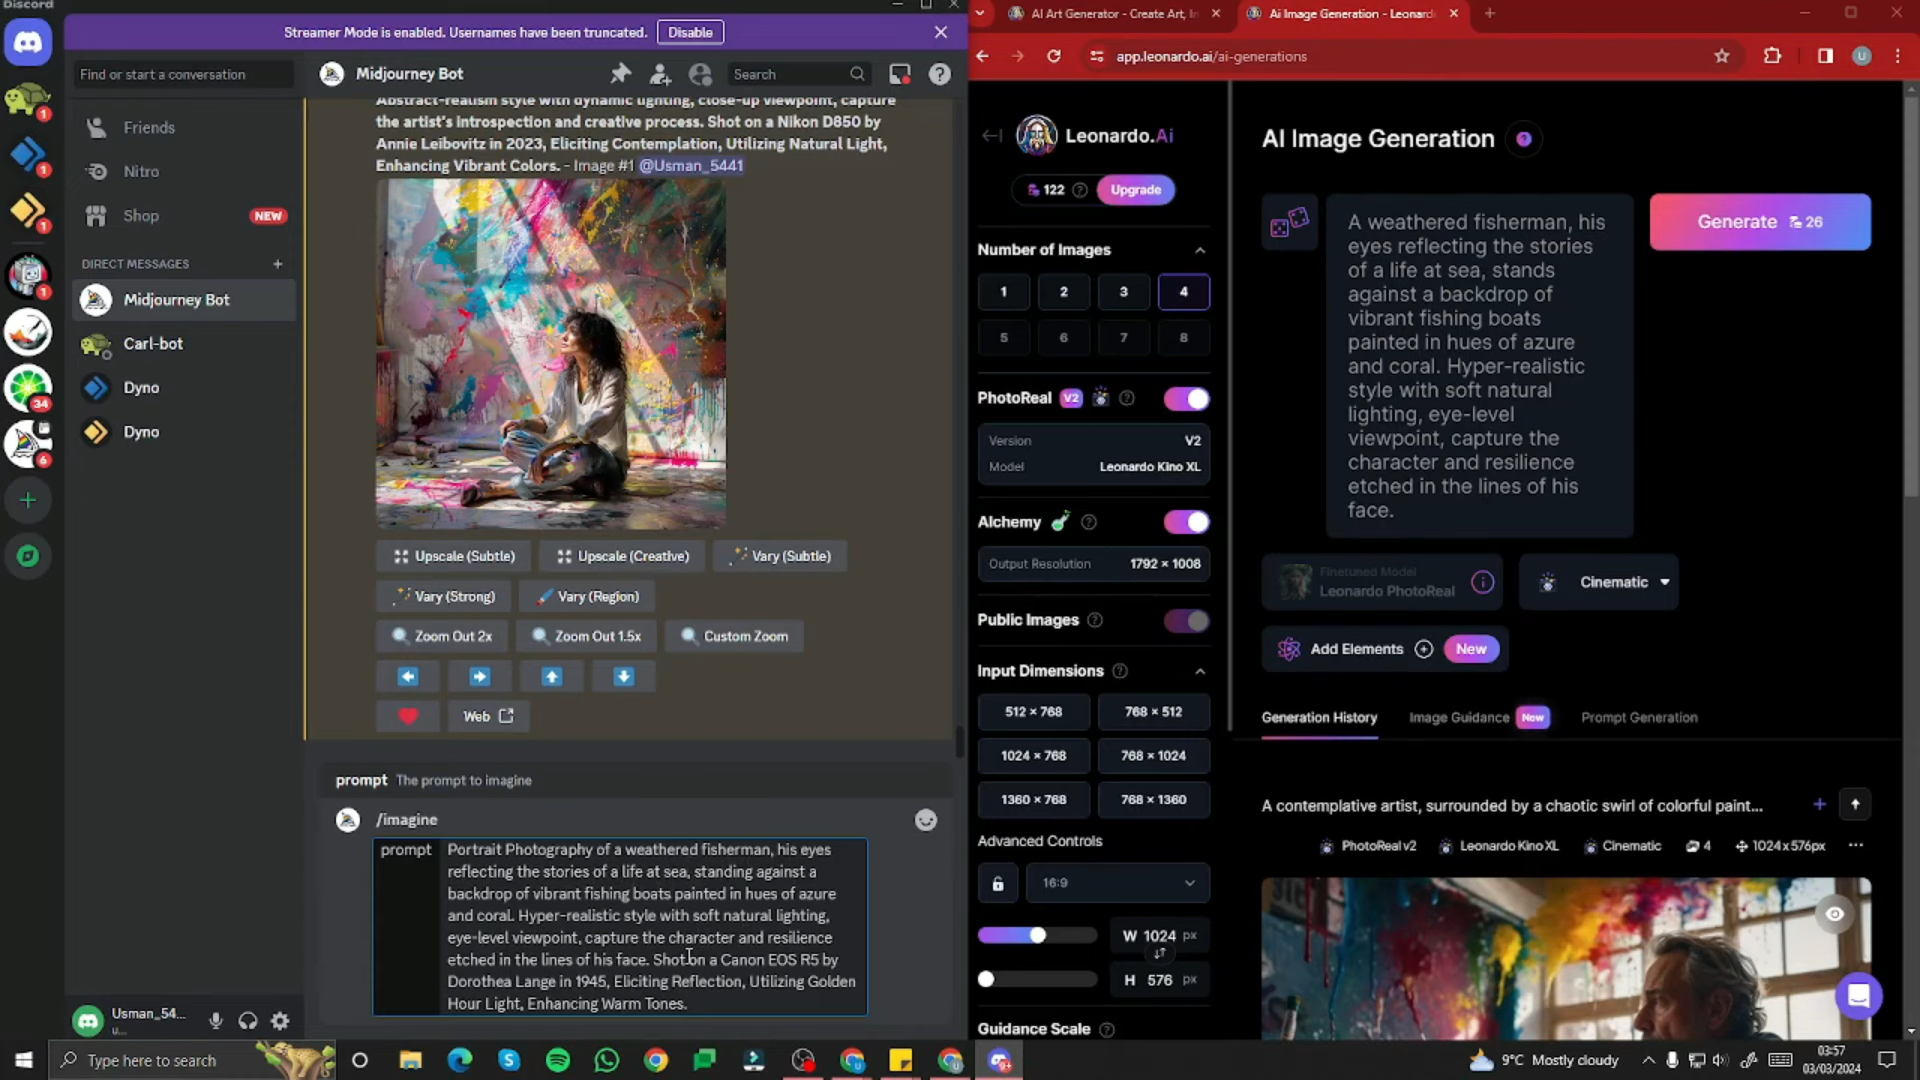 Discord
Streamer Mode is enabled. Usernames have been truncated.
Disable
Find or start a conversation
Midjourney Bot
Search
Friends
Nitro
Shop
NEW
DIRECT MESSAGES
Midjourney Bot
Carl-bot
Dyno
Dyno
1
1
1
1
34
6
Abstract-realism style with dynamic lighting, close-up viewpoint, capture
the artist's introspection and creative process. Shot on a Nikon D850 by
Annie Leibovitz in 2023, Eliciting Contemplation, Utilizing Natural Light,
Enhancing Vibrant Colors. - Image #1 @Usman_5441
Upscale (Subtle)
Upscale (Creative)
Vary (Subtle)
Vary (Strong)
Vary (Region)
Zoom Out 2x
Zoom Out 1.5x
Custom Zoom
Web
prompt The prompt to imagine
/imagine
prompt
Portrait Photography of a weathered fisherman, his eyes
reflecting the stories of a life at sea, standing against a
backdrop of vibrant fishing boats painted in hues of azure
and coral. Hyper-realistic style with soft natural lighting,
eye-level viewpoint, capture the character and resilience
etched in the lines of his face. Shot on a Canon EOS R5 by
Dorothea Lange in 1945, Eliciting Reflection, Utilizing Golden
Hour Light, Enhancing Warm Tones.
Usman_54...
u...
AI Art Generator - Create Art, In
Ai Image Generation - Leonardo
app.leonardo.ai/ai-generations
U
Leonardo.Ai
122
Upgrade
Number of Images
1
2
3
4
5
6
7
8
PhotoReal V2
Version V2
Model Leonardo Kino XL
Alchemy
Output Resolution 1792 × 1008
Public Images
Input Dimensions
512 × 768
768 × 512
1024 × 768
768 × 1024
1360 × 768
768 × 1360
Advanced Controls
16:9
W 1024 px
H 576 px
Guidance Scale
AI Image Generation
A weathered fisherman, his
eyes reflecting the stories
of a life at sea, stands
against a backdrop of
vibrant fishing boats
painted in hues of azure
and coral. Hyper-realistic
style with soft natural
lighting, eye-level
viewpoint, capture the
character and resilience
etched in the lines of his
face.
Generate 26
Finetuned Model
Leonardo PhotoReal
Cinematic
Add Elements
New
Generation History
Image Guidance
New
Prompt Generation
A contemplative artist, surrounded by a chaotic swirl of colorful paint...
PhotoReal v2
Leonardo Kino XL
Cinematic
4
1024 x 576px
Type here to search
9+
9°C Mostly cloudy
03:57
03/03/2024